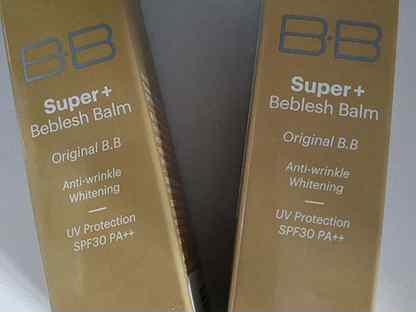 B·B
Super+
Beblesh Balm
Original B.B
Anti-wrinkle
Whitening
UV Protection
SPF30 PA++
B·B
Super+
Beblesh Balm
Original B.B
Anti-wrinkle
Whitening
UV Protection
SPF30 PA++